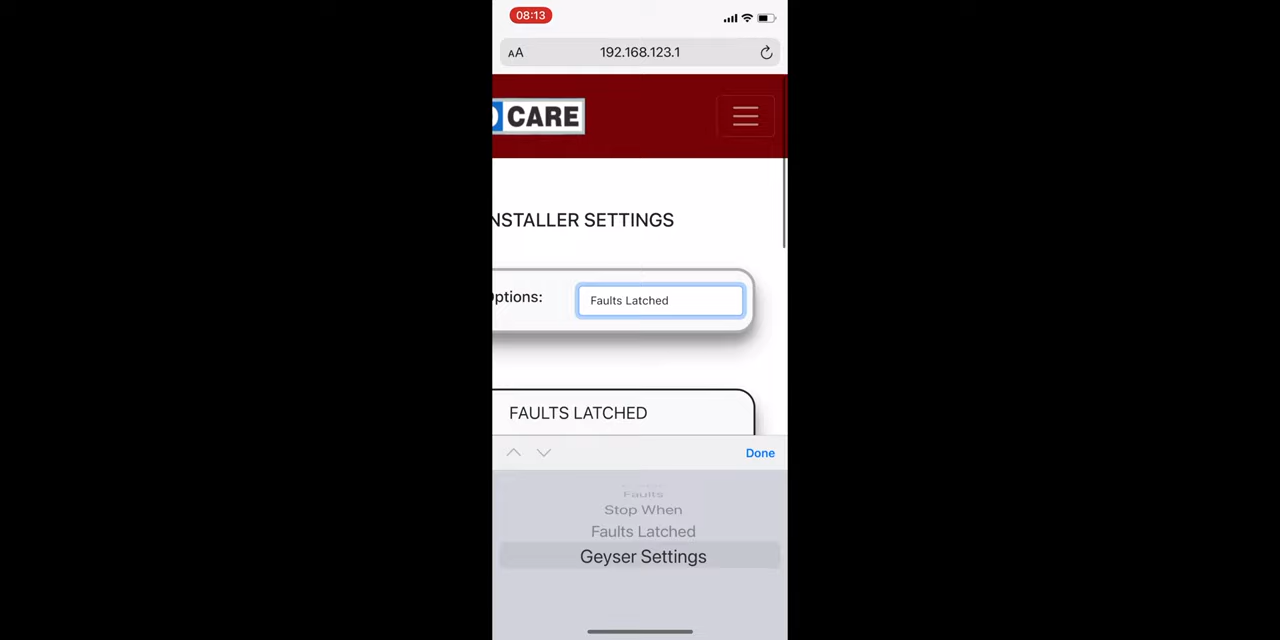 08:13
AA
192.168.123.1
CARE
NSTALLER SETTINGS
ptions:
Faults Latched
FAULTS LATCHED
Done
Faults
Stop When
Faults Latched
Geyser Settings